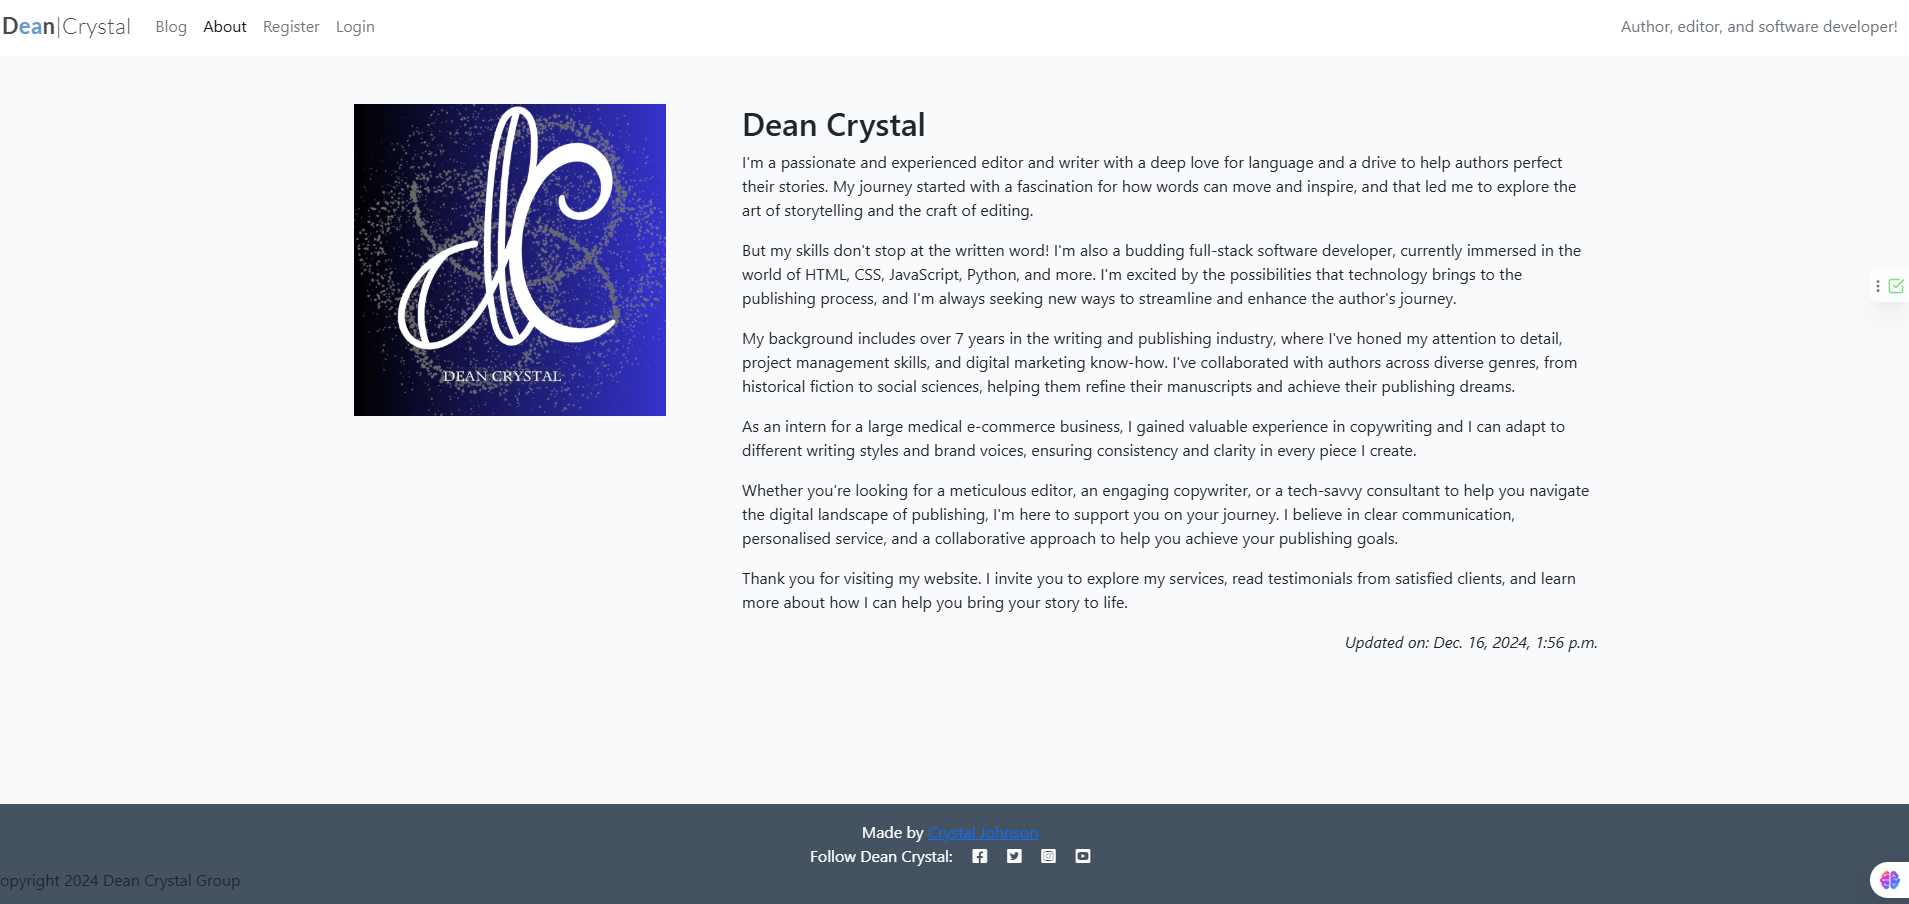 Dean|Crystal Blog About Register Login Author, editor, and software developer!
DEAN CRYSTAL
Dean Crystal
I'm a passionate and experienced editor and writer with a deep love for language and a drive to help authors perfect
their stories. My journey started with a fascination for how words can move and inspire, and that led me to explore the
art of storytelling and the craft of editing.
But my skills don't stop at the written word! I'm also a budding full-stack software developer, currently immersed in the
world of HTML, CSS, JavaScript, Python, and more. I'm excited by the possibilities that technology brings to the
publishing process, and I'm always seeking new ways to streamline and enhance the author's journey.
My background includes over 7 years in the writing and publishing industry, where I've honed my attention to detail,
project management skills, and digital marketing know-how. I've collaborated with authors across diverse genres, from
historical fiction to social sciences, helping them refine their manuscripts and achieve their publishing dreams.
As an intern for a large medical e-commerce business, I gained valuable experience in copywriting and I can adapt to
different writing styles and brand voices, ensuring consistency and clarity in every piece I create.
Whether you're looking for a meticulous editor, an engaging copywriter, or a tech-savvy consultant to help you navigate
the digital landscape of publishing, I'm here to support you on your journey. I believe in clear communication,
personalised service, and a collaborative approach to help you achieve your publishing goals.
Thank you for visiting my website. I invite you to explore my services, read testimonials from satisfied clients, and learn
more about how I can help you bring your story to life.
Updated on: Dec. 16, 2024, 1:56 p.m.
Made by Crystal Johnson
Follow Dean Crystal:
opyright 2024 Dean Crystal Group